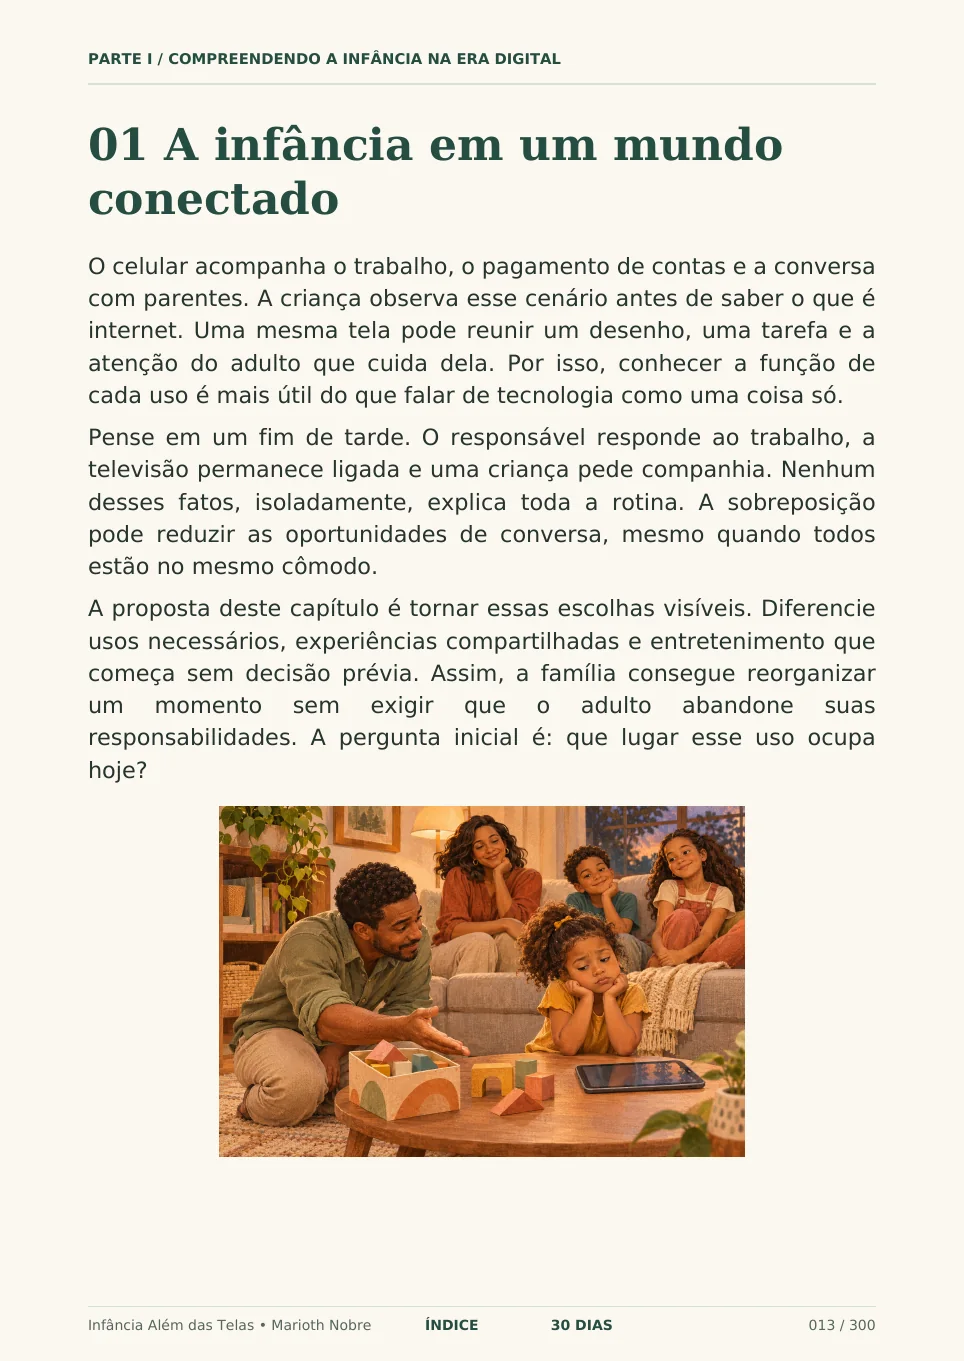 PARTE I / COMPREENDENDO A INFÂNCIA NA ERA DIGITAL
01 A infância em um mundo
conectado
O celular acompanha o trabalho, o pagamento de contas e a conversa
com parentes. A criança observa esse cenário antes de saber o que é
internet. Uma mesma tela pode reunir um desenho, uma tarefa e a
atenção do adulto que cuida dela. Por isso, conhecer a função de
cada uso é mais útil do que falar de tecnologia como uma coisa só.
Pense em um fim de tarde. O responsável responde ao trabalho, a
televisão permanece ligada e uma criança pede companhia. Nenhum
desses fatos, isoladamente, explica toda a rotina. A sobreposição
pode reduzir as oportunidades de conversa, mesmo quando todos
estão no mesmo cômodo.
A proposta deste capítulo é tornar essas escolhas visíveis. Diferencie
usos necessários, experiências compartilhadas e entretenimento que
começa sem decisão prévia. Assim, a família consegue reorganizar
um momento sem exigir que o adulto abandone suas
responsabilidades. A pergunta inicial é: que lugar esse uso ocupa
hoje?
Infância Além das Telas • Marioth Nobre ÍNDICE 30 DIAS 013 / 300